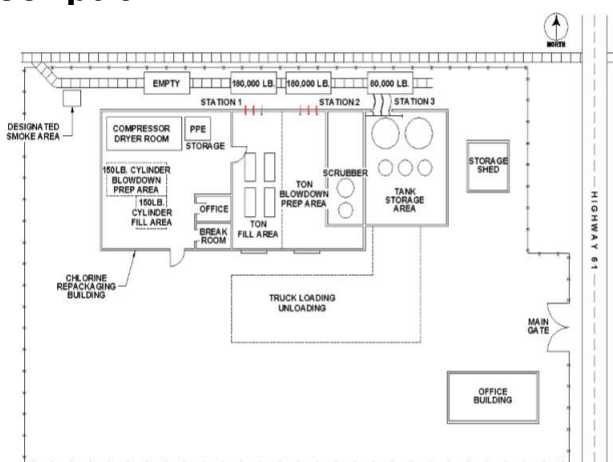 NORTH
EMPTY
180,000 LB.
180,000 LB.
80,000 LB.
STATION 1
STATION 2
STATION 3
DESIGNATED
SMOKE AREA
COMPRESSOR
DRYER ROOM
PPE
STORAGE
150LB. CYLINDER
BLOWDOWN
PREP AREA
150LB.
CYLINDER
FILL AREA
OFFICE
BREAK
ROOM
TON
FILL AREA
TON
BLOWDOWN
PREP AREA
SCRUBBER
TANK
STORAGE
AREA
STORAGE
SHED
HIGHWAY 61
CHLORINE
REPACKAGING
BUILDING
TRUCK LOADING
UNLOADING
MAIN
GATE
OFFICE
BUILDING